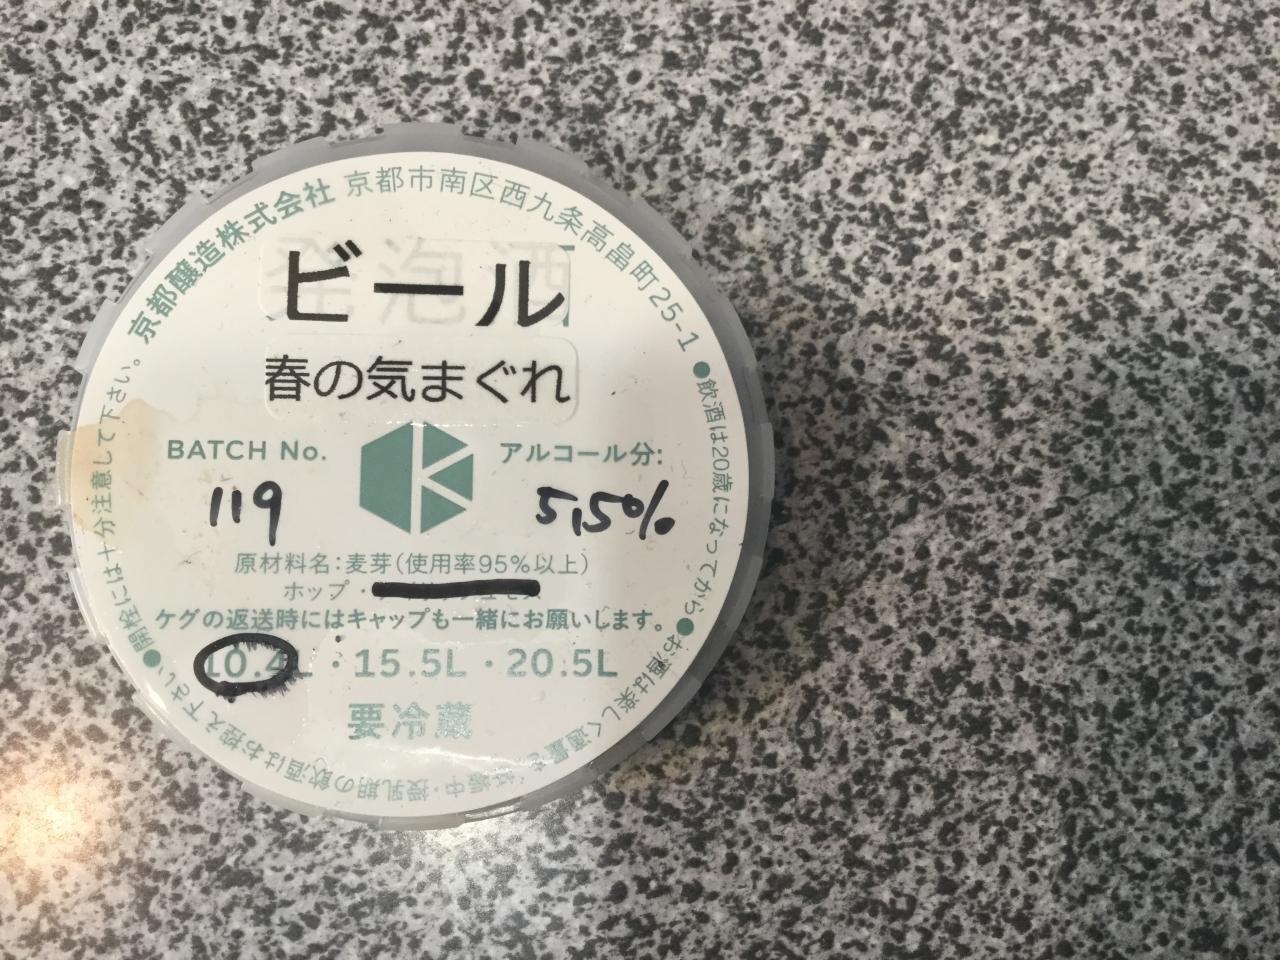 京都醸造株式会社 京都市南区西九条高畠町25-1
●飲酒は20歳になってから
●お酒は楽しく適量を
中・授乳期の飲酒はお控え下さい
●開栓には十分注意して下さい。
発泡酒
ビール
春の気まぐれ
BATCH No.
119
アルコール分:
5.5%
原材料名:麦芽(使用率95%以上)
ホップ・
ケグの返送時にはキャップも一緒にお願いします。
10.4L・15.5L・20.5L
要冷蔵